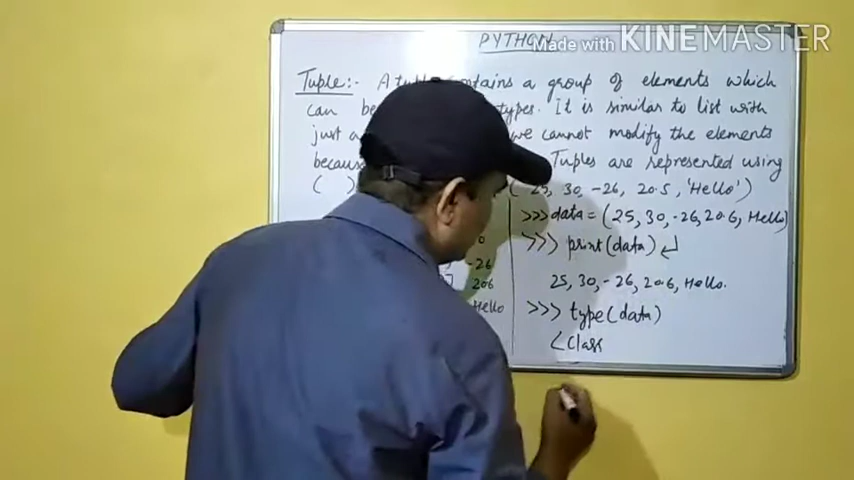 PYTHON
Made with KINEMASTER
Tuple:- A tuple contains a group of elements which
can be types. It is similar to list with
just a we cannot modify the elements
because Tuples are represented using
( ) (25, 30, -26, 20.5, 'Hello')
>>> data = (25, 30, -26, 20.6, Hello)
>>> print(data) ↵
-26
20.6
Hello
25, 30, -26, 20.6, Hello.
>>> type(data)
<class